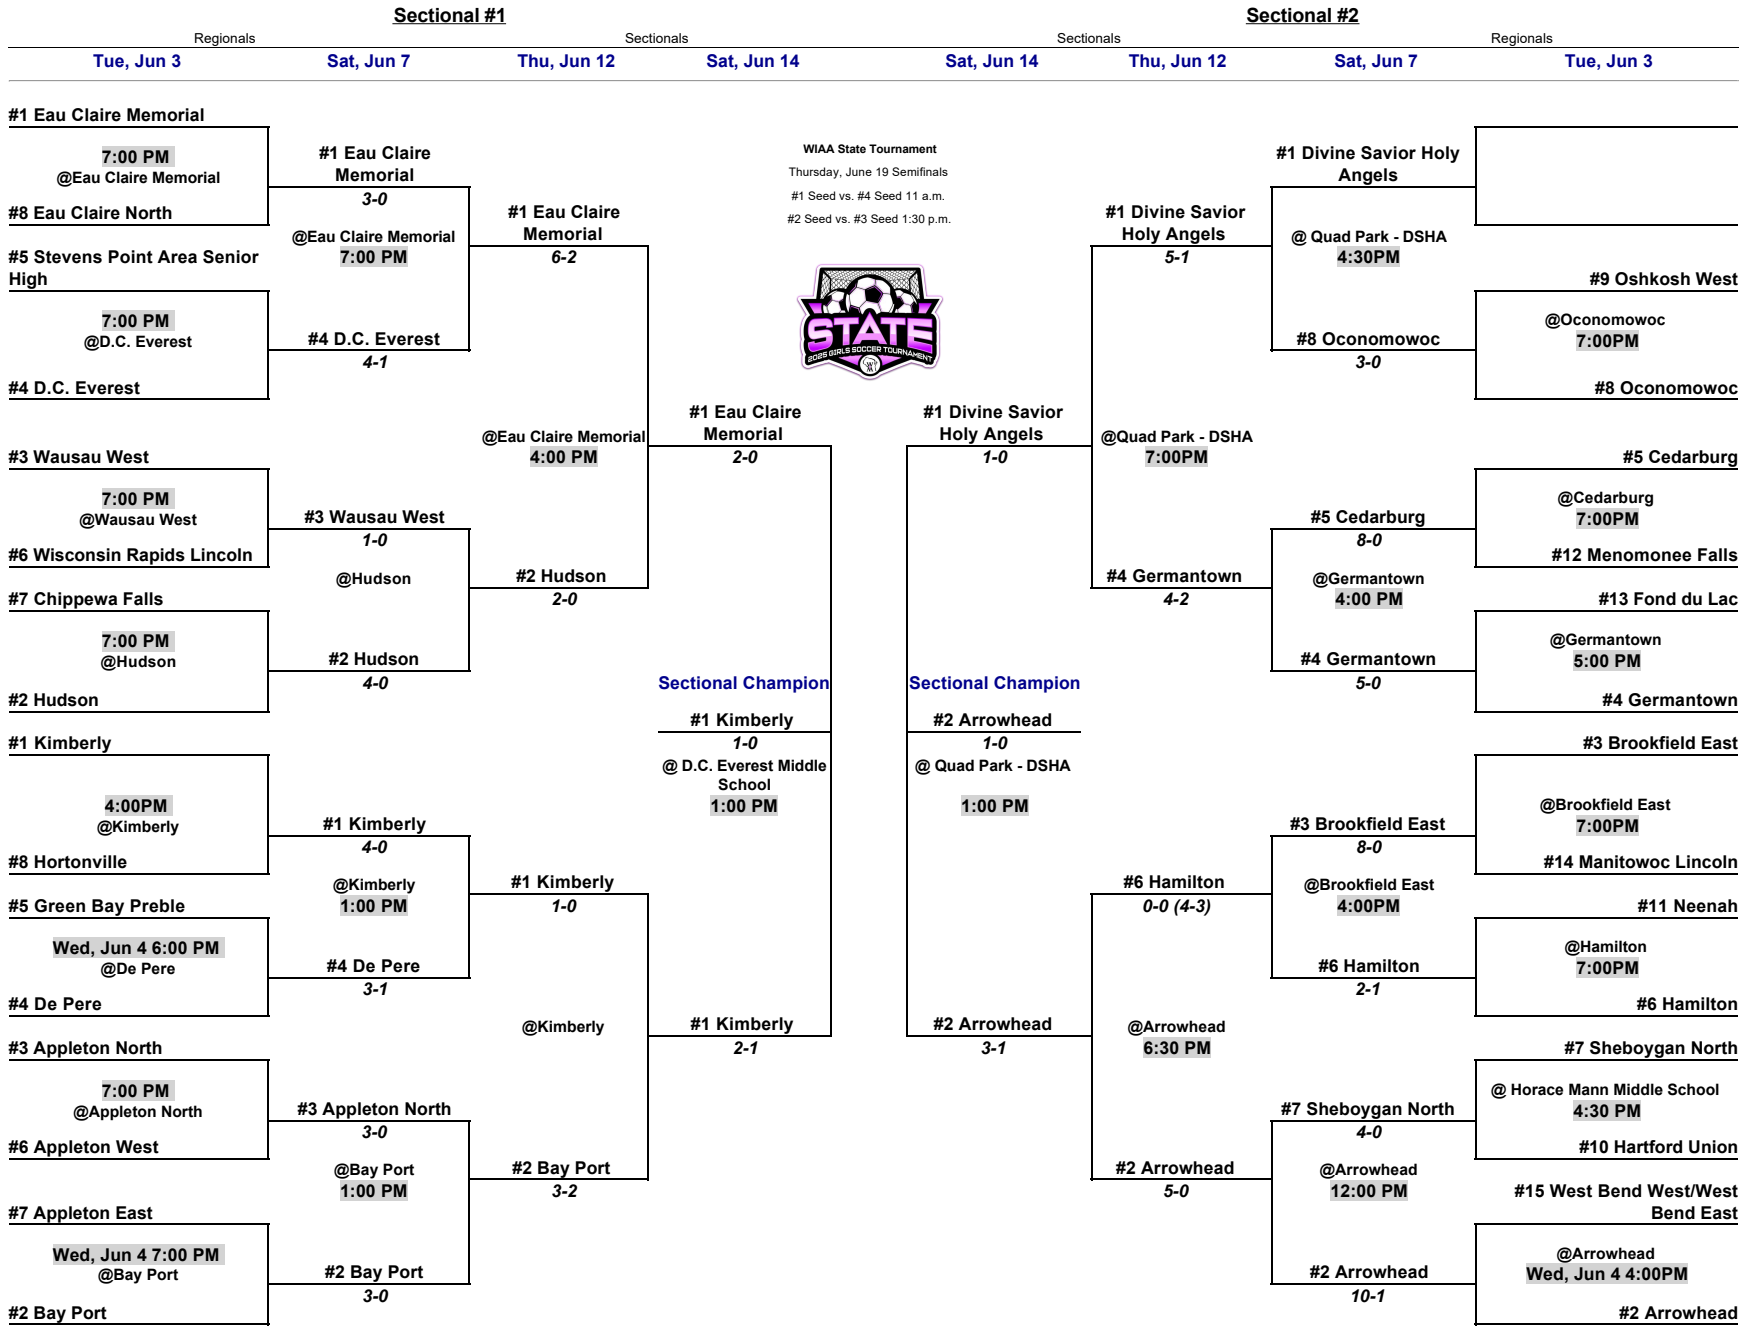 Sectional #1
Sectional #2
Regionals
Sectionals
Sectionals
Regionals
Tue, Jun 3
Sat, Jun 7
Thu, Jun 12
Sat, Jun 14
Sat, Jun 14
Thu, Jun 12
Sat, Jun 7
Tue, Jun 3
#1 Eau Claire Memorial
7:00 PM
@Eau Claire Memorial
#8 Eau Claire North
#5 Stevens Point Area Senior
High
7:00 PM
@D.C. Everest
#4 D.C. Everest
#3 Wausau West
7:00 PM
@Wausau West
#6 Wisconsin Rapids Lincoln
#7 Chippewa Falls
7:00 PM
@Hudson
#2 Hudson
#1 Kimberly
4:00PM
@Kimberly
#8 Hortonville
#5 Green Bay Preble
Wed, Jun 4 6:00 PM
@De Pere
#4 De Pere
#3 Appleton North
7:00 PM
@Appleton North
#6 Appleton West
#7 Appleton East
Wed, Jun 4 7:00 PM
@Bay Port
#2 Bay Port
#1 Eau Claire
Memorial
3-0
@Eau Claire Memorial
7:00 PM
#4 D.C. Everest
4-1
#3 Wausau West
1-0
@Hudson
#2 Hudson
4-0
#1 Kimberly
4-0
@Kimberly
1:00 PM
#4 De Pere
3-1
#3 Appleton North
3-0
@Bay Port
1:00 PM
#2 Bay Port
3-0
#1 Eau Claire
Memorial
6-2
@Eau Claire Memorial
4:00 PM
#2 Hudson
2-0
#1 Kimberly
1-0
@Kimberly
#2 Bay Port
3-2
WIAA State Tournament
Thursday, June 19 Semifinals
#1 Seed vs. #4 Seed 11 a.m.
#2 Seed vs. #3 Seed 1:30 p.m.
STATE
2025 GIRLS SOCCER TOURNAMENT
#1 Eau Claire
Memorial
2-0
Sectional Champion
#1 Kimberly
1-0
@ D.C. Everest Middle
School
1:00 PM
#1 Kimberly
2-1
#1 Divine Savior
Holy Angels
1-0
Sectional Champion
#2 Arrowhead
1-0
@ Quad Park - DSHA
1:00 PM
#2 Arrowhead
3-1
#1 Divine Savior
Holy Angels
5-1
@Quad Park - DSHA
7:00PM
#4 Germantown
4-2
#6 Hamilton
0-0 (4-3)
@Arrowhead
6:30 PM
#2 Arrowhead
5-0
#1 Divine Savior Holy
Angels
@ Quad Park - DSHA
4:30PM
#8 Oconomowoc
3-0
#5 Cedarburg
8-0
@Germantown
4:00 PM
#4 Germantown
5-0
#3 Brookfield East
8-0
@Brookfield East
4:00PM
#6 Hamilton
2-1
#7 Sheboygan North
4-0
@Arrowhead
12:00 PM
#2 Arrowhead
10-1
#9 Oshkosh West
@Oconomowoc
7:00PM
#8 Oconomowoc
#5 Cedarburg
@Cedarburg
7:00PM
#12 Menomonee Falls
#13 Fond du Lac
@Germantown
5:00 PM
#4 Germantown
#3 Brookfield East
@Brookfield East
7:00PM
#14 Manitowoc Lincoln
#11 Neenah
@Hamilton
7:00PM
#6 Hamilton
#7 Sheboygan North
@ Horace Mann Middle School
4:30 PM
#10 Hartford Union
#15 West Bend West/West
Bend East
@Arrowhead
Wed, Jun 4 4:00PM
#2 Arrowhead